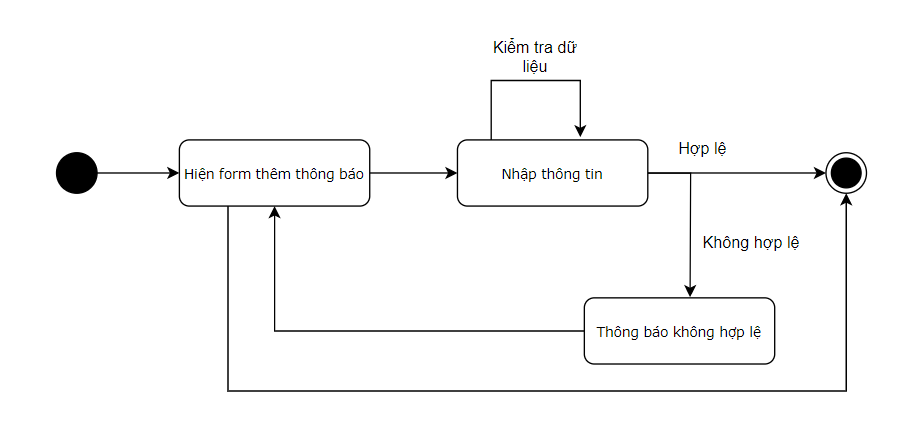 Kiểm tra dữ
liệu
Hợp lệ
Hiện form thêm thông báo
Nhập thông tin
Không hợp lệ
Thông báo không hợp lệ